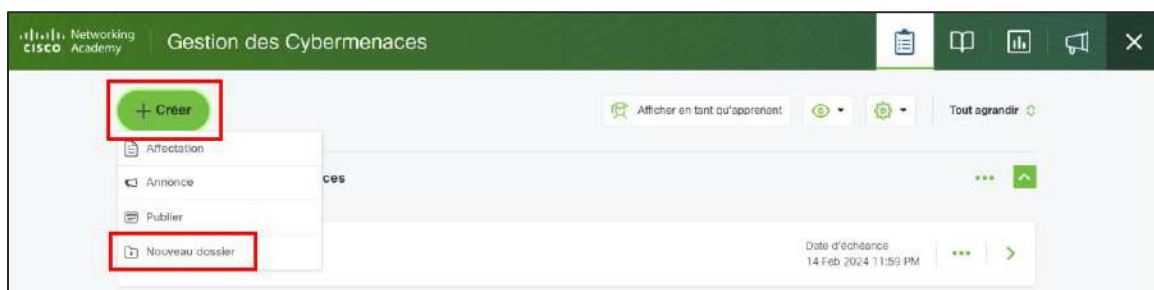 Networking
CISCO Academy
Gestion des Cybermenaces
+ Créer
Afficher en tant qu'apprenant
Tout agrandir
Affectation
Annonce
ces
Publier
Nouveau dossier
Date d'échéance
14 Feb 2024 11:59 PM